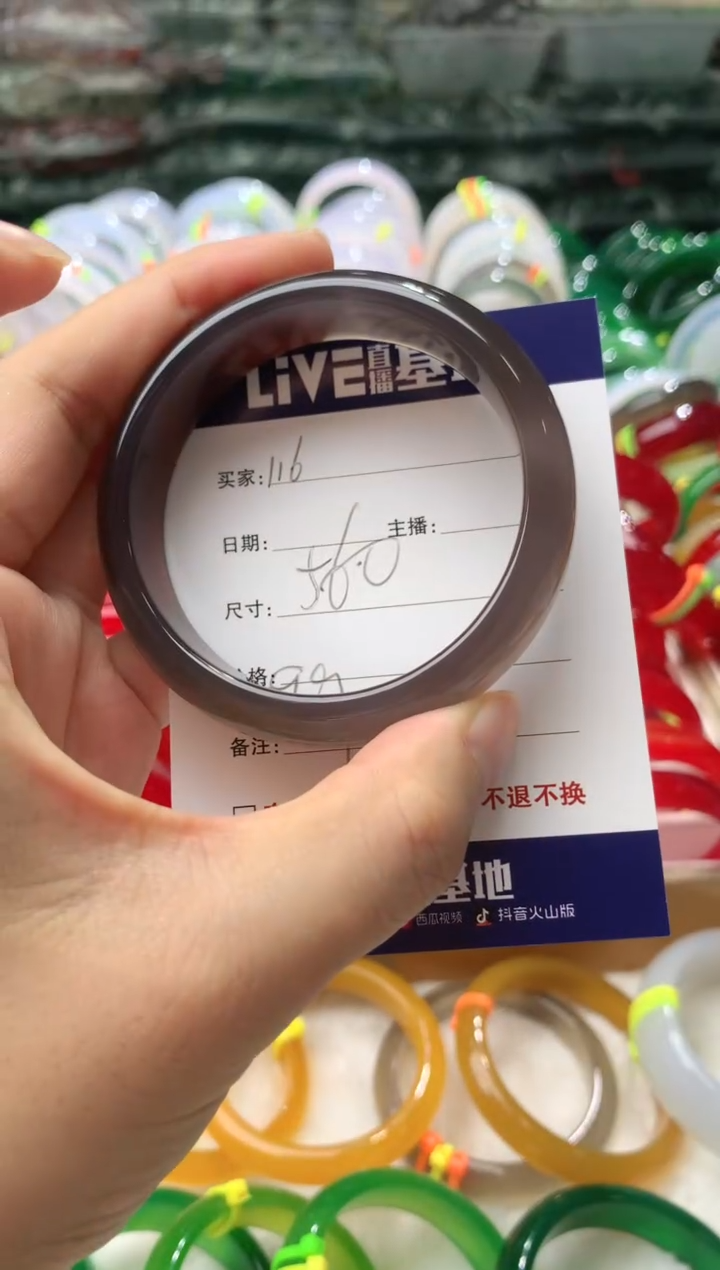 LiVE直播基地
买家:116
日期: 主播:
尺寸:56.0
格:99
备注:
不退不换
基地
西瓜视频 抖音火山版